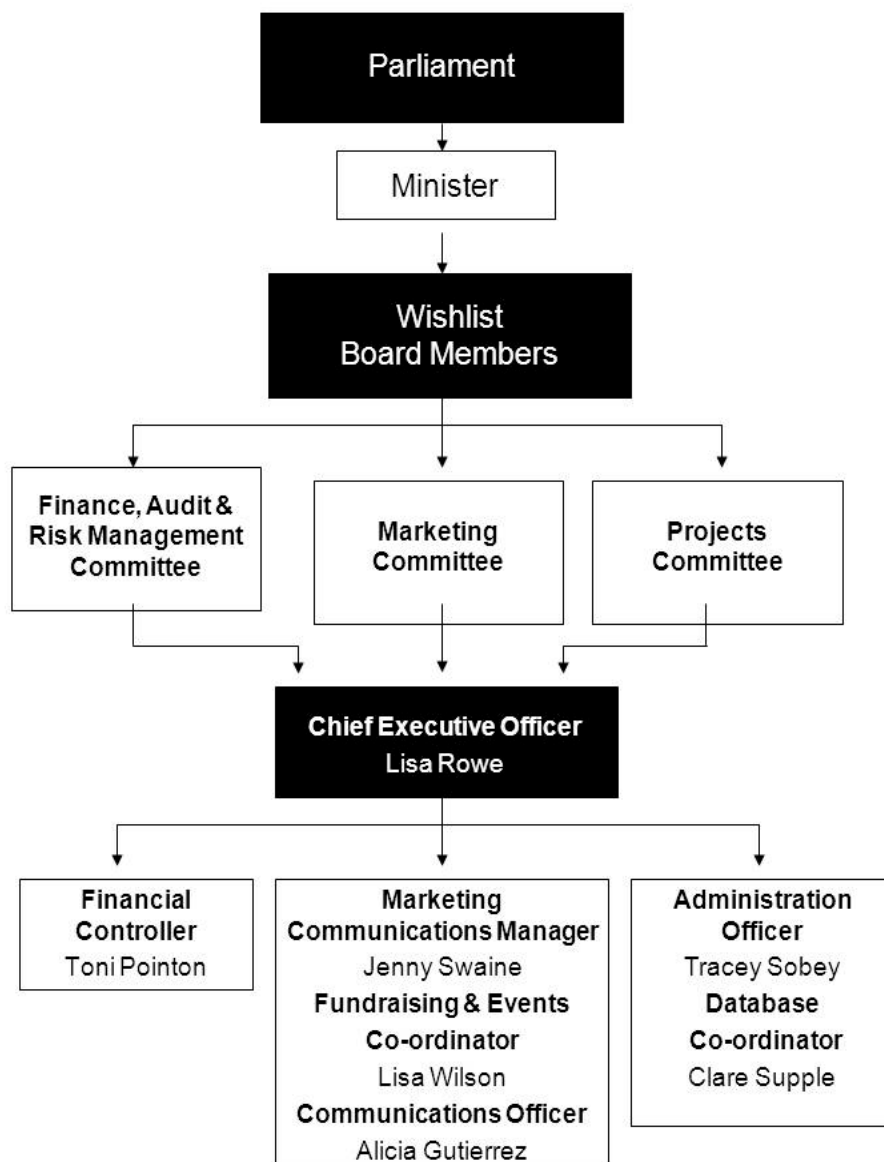 Parliament
Minister
Wishlist
Board Members
Finance, Audit &
Risk Management
Committee
Marketing
Committee
Projects
Committee
Chief Executive Officer
Lisa Rowe
Financial
Controller
Toni Pointon
Marketing
Communications Manager
Jenny Swaine
Fundraising & Events
Co-ordinator
Lisa Wilson
Communications Officer
Alicia Gutierrez
Administration
Officer
Tracey Sobey
Database
Co-ordinator
Clare Supple